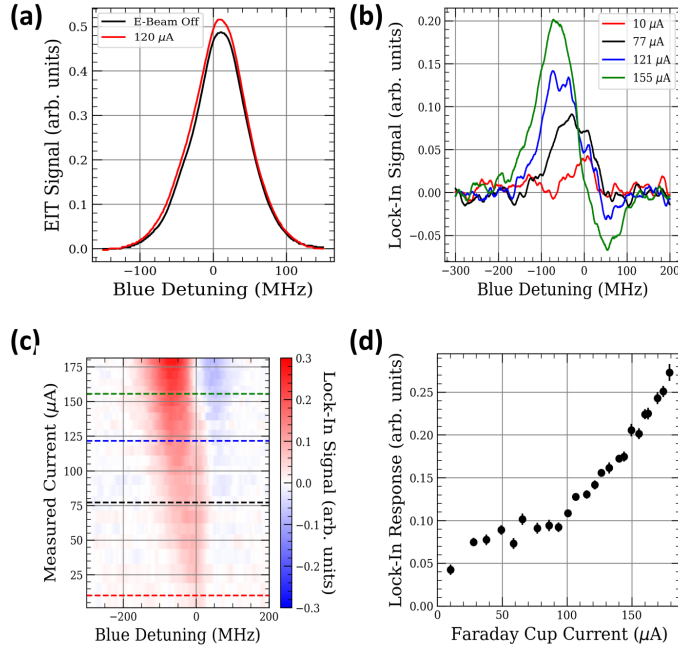 (a)
EIT Signal (arb. units)
0.5
0.4
0.3
0.2
0.1
0.0
E-Beam Off
120 μA
−100
0
100
Blue Detuning (MHz)
(b)
Lock-In Signal (arb. units)
0.20
0.15
0.10
0.05
0.00
−0.05
10 μA
77 μA
121 μA
155 μA
−300
−200
−100
0
100
200
Blue Detuning (MHz)
(c)
Measured Current (μA)
175
150
125
100
75
50
25
−200
0
200
Blue Detuning (MHz)
0.3
0.2
0.1
0.0
−0.1
−0.2
−0.3
Lock-In Signal (arb. units)
(d)
Lock-In Response (arb. units)
0.25
0.20
0.15
0.10
0.05
0.00
0
50
100
150
Faraday Cup Current (μA)